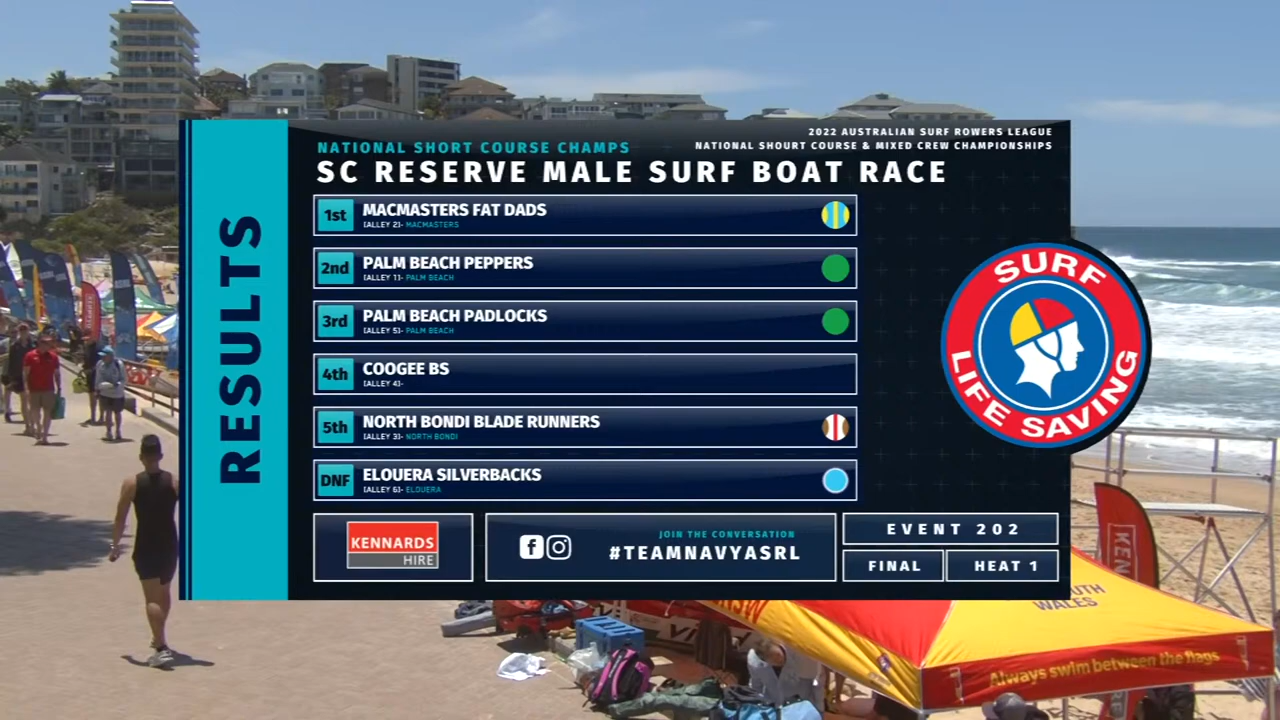 2022 AUSTRALIAN SURF ROWERS LEAGUE
NATIONAL SHORT COURSE CHAMPS
NATIONAL SHOURT COURSE & MIXED CREW CHAMPIONSHIPS
SC RESERVE MALE SURF BOAT RACE
RESULTS
1st MACMASTERS FAT DADS
[ALLEY 2]- MACMASTERS
2nd PALM BEACH PEPPERS
[ALLEY 1]- PALM BEACH
3rd PALM BEACH PADLOCKS
[ALLEY 5]- PALM BEACH
4th COOGEE BS
[ALLEY 4]-
5th NORTH BONDI BLADE RUNNERS
[ALLEY 3]- NORTH BONDI
DNF ELOUERA SILVERBACKS
[ALLEY 6]- ELOUERA
SURF
LIFE SAVING
KENNARDS
HIRE
JOIN THE CONVERSATION
#TEAMNAVYASRL
EVENT 202
FINAL
HEAT 1
KEN
WALES
Always swim between the flags